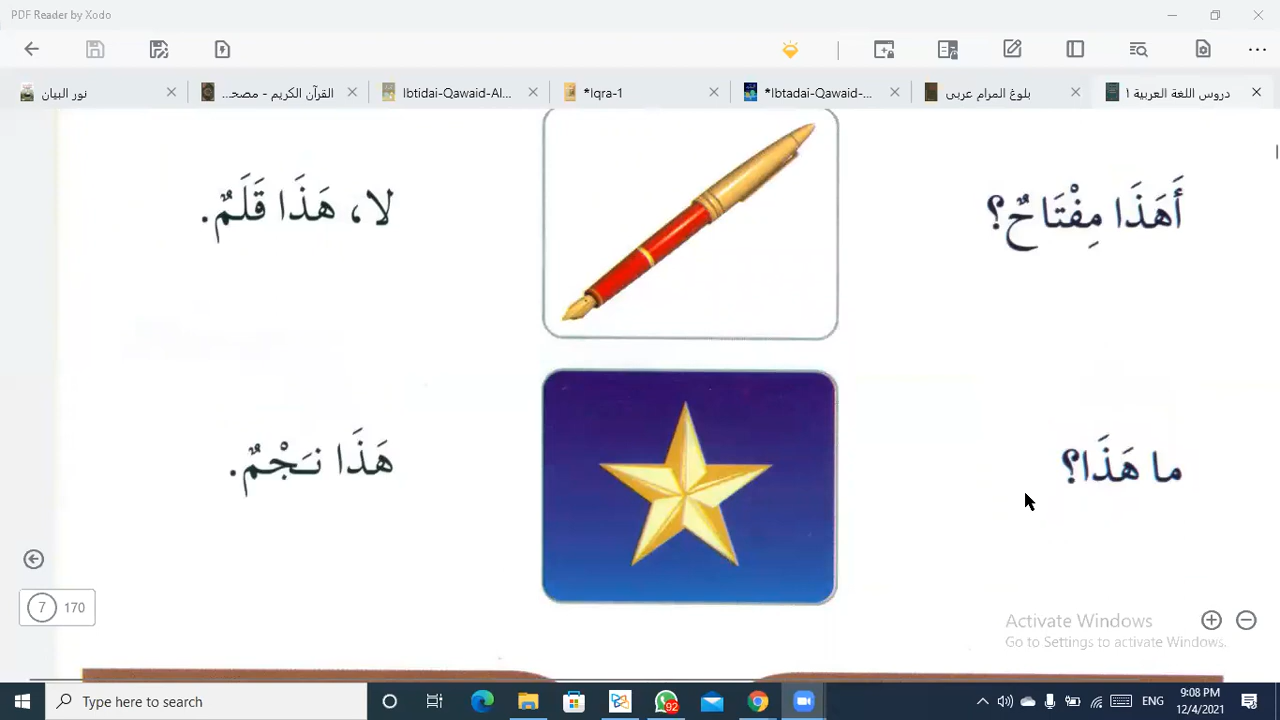 PDF Reader by Xodo
نور البيان
القرآن الكريم - مصحـ...
Ibtidai-Qawaid-Al...
*Iqra-1
*Ibtadai-Qawaid-...
بلوغ المرام عربى
دروس اللغة العربية ١
أَهَذَا مِفْتَاحٌ؟
لا، هَذَا قَلَمٌ.
ما هَذَا؟
هَذَا نَجْمٌ.
7 170
Activate Windows
Go to Settings to activate Windows.
Type here to search
92
ENG
9:08 PM
12/4/2021